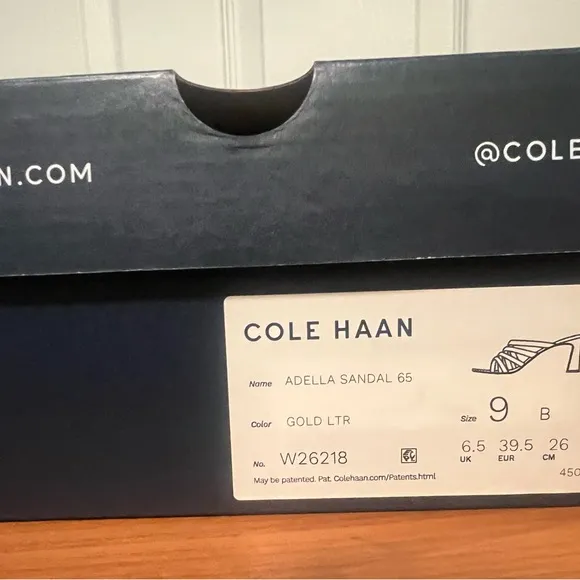 N.COM
@COLE
COLE HAAN
Name ADELLA SANDAL 65
Color GOLD LTR
Size 9 B
No. W26218
6.5 39.5 26
UK EUR CM
May be patented. Pat. Colehaan.com/Patents.html
450